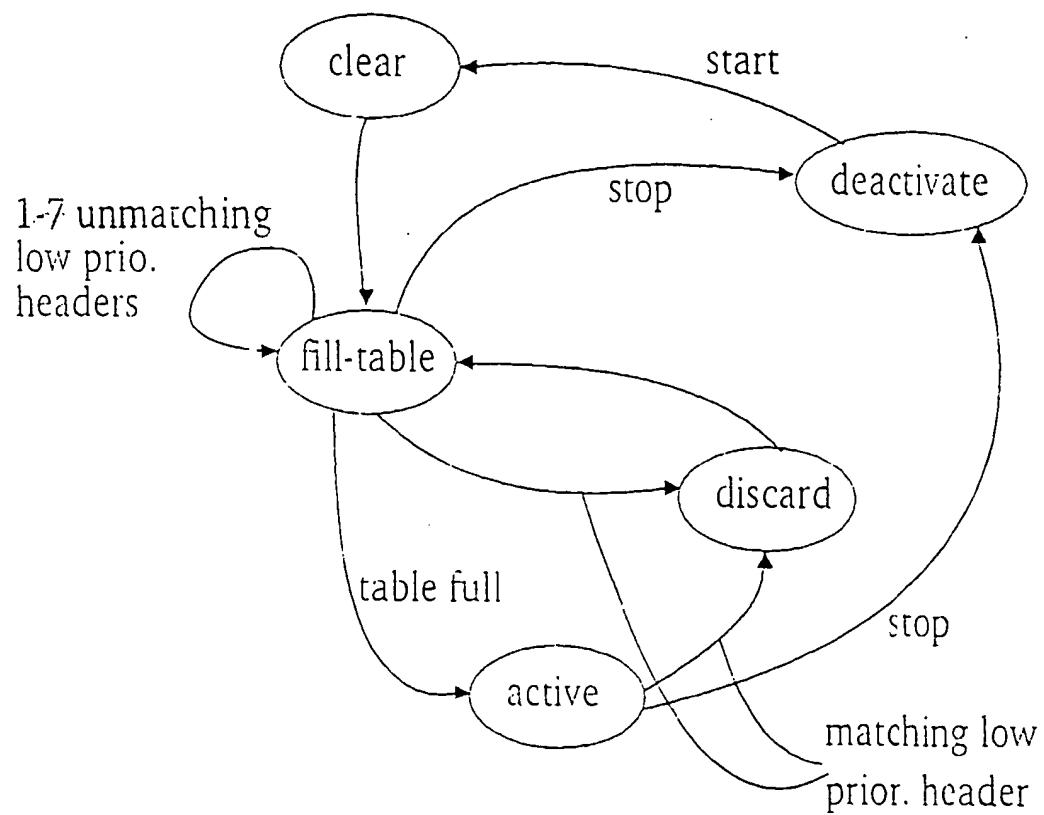 clear
start
deactivate
stop
1-7 unmatching
low prio.
headers
fill-table
discard
table full
stop
active
matching low
prior. header